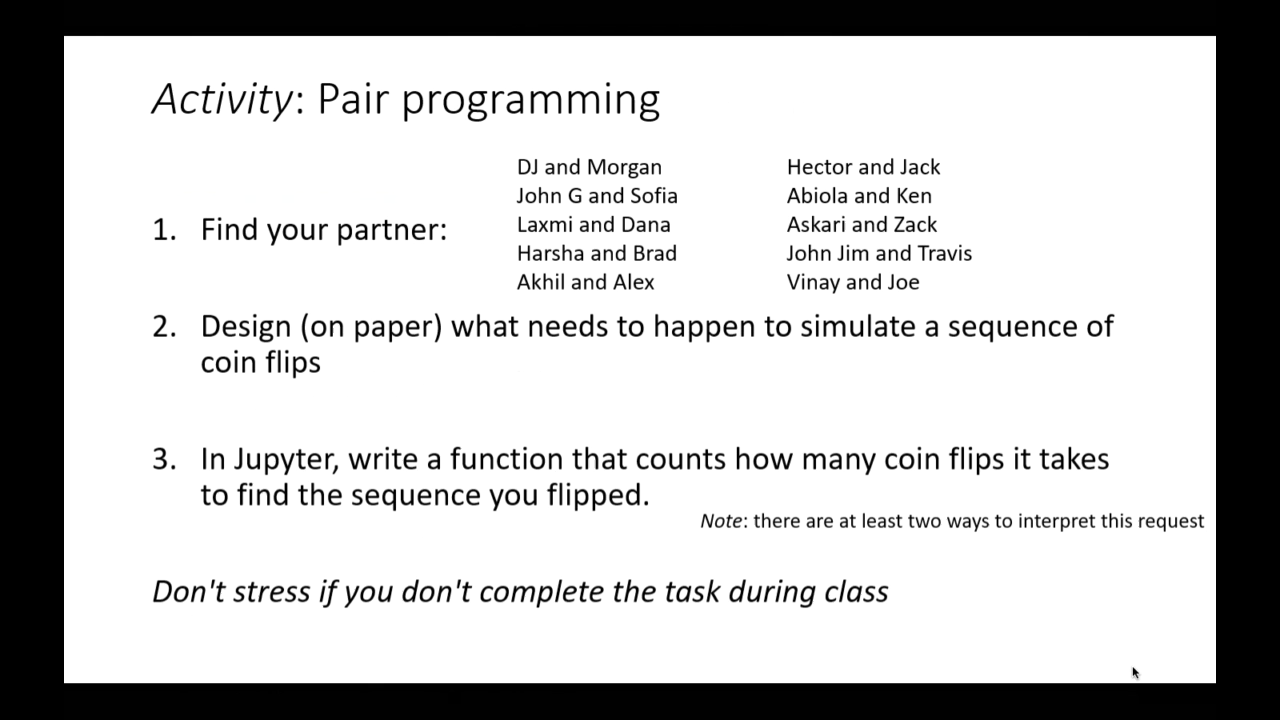 Activity: Pair programming
1. Find your partner:
DJ and Morgan
John G and Sofia
Laxmi and Dana
Harsha and Brad
Akhil and Alex
Hector and Jack
Abiola and Ken
Askari and Zack
John Jim and Travis
Vinay and Joe
2. Design (on paper) what needs to happen to simulate a sequence of
coin flips
3. In Jupyter, write a function that counts how many coin flips it takes
to find the sequence you flipped.
Note: there are at least two ways to interpret this request
Don't stress if you don't complete the task during class